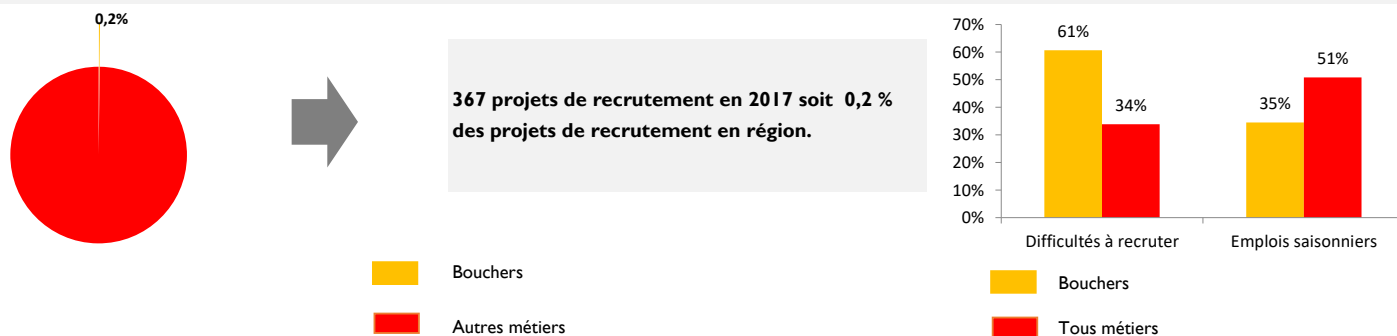 0,2%
367 projets de recrutement en 2017 soit 0,2 %
des projets de recrutement en région.
Bouchers
Autres métiers
70%
60%
50%
40%
30%
20%
10%
0%
61%
34%
35%
51%
Difficultés à recruter
Emplois saisonniers
Bouchers
Tous métiers